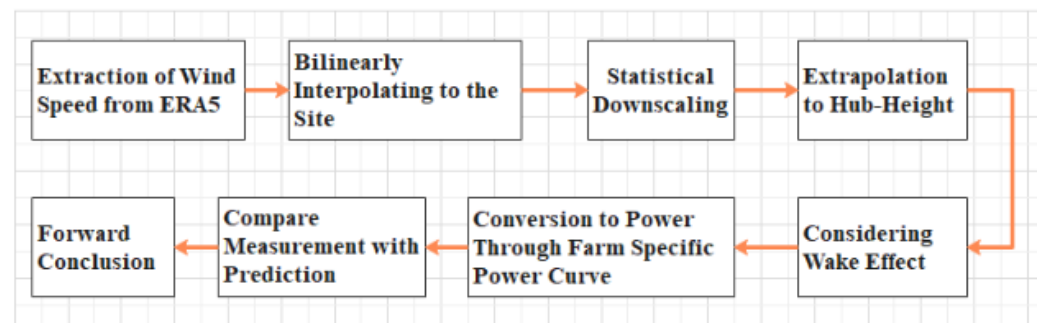 Extraction of Wind
Speed from ERA5
Bilinearly
Interpolating to the
Site
Statistical
Downscaling
Extrapolation
to Hub-Height
Considering
Wake Effect
Conversion to Power
Through Farm Specific
Power Curve
Compare
Measurement with
Prediction
Forward
Conclusion